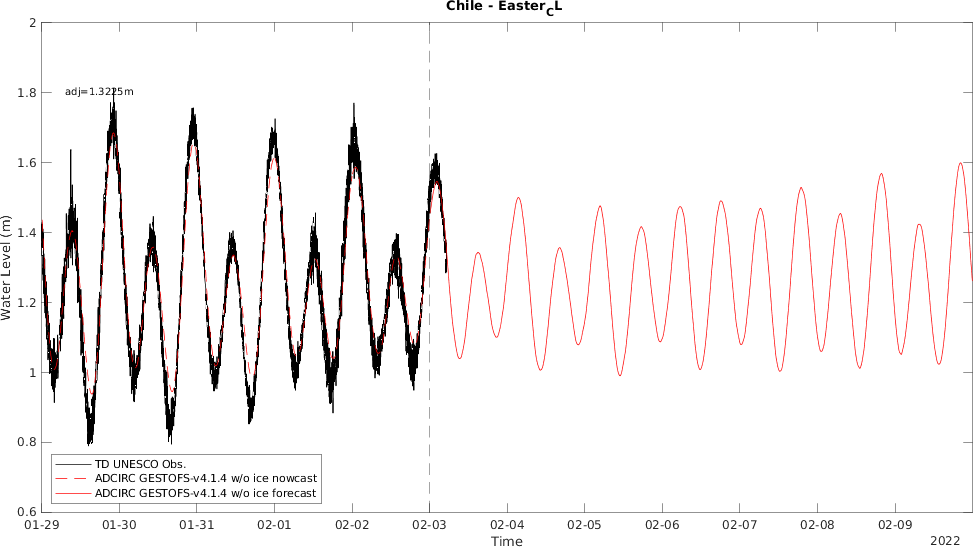 Chile - Easter_CL
2
1.8
1.6
1.4
1.2
1
0.8
0.6
Water Level (m)
adj=1.3225m
TD UNESCO Obs.
ADCIRC GESTOFS-v4.1.4 w/o ice nowcast
ADCIRC GESTOFS-v4.1.4 w/o ice forecast
01-29 01-30 01-31 02-01 02-02 02-03 02-04 02-05 02-06 02-07 02-08 02-09
Time
2022